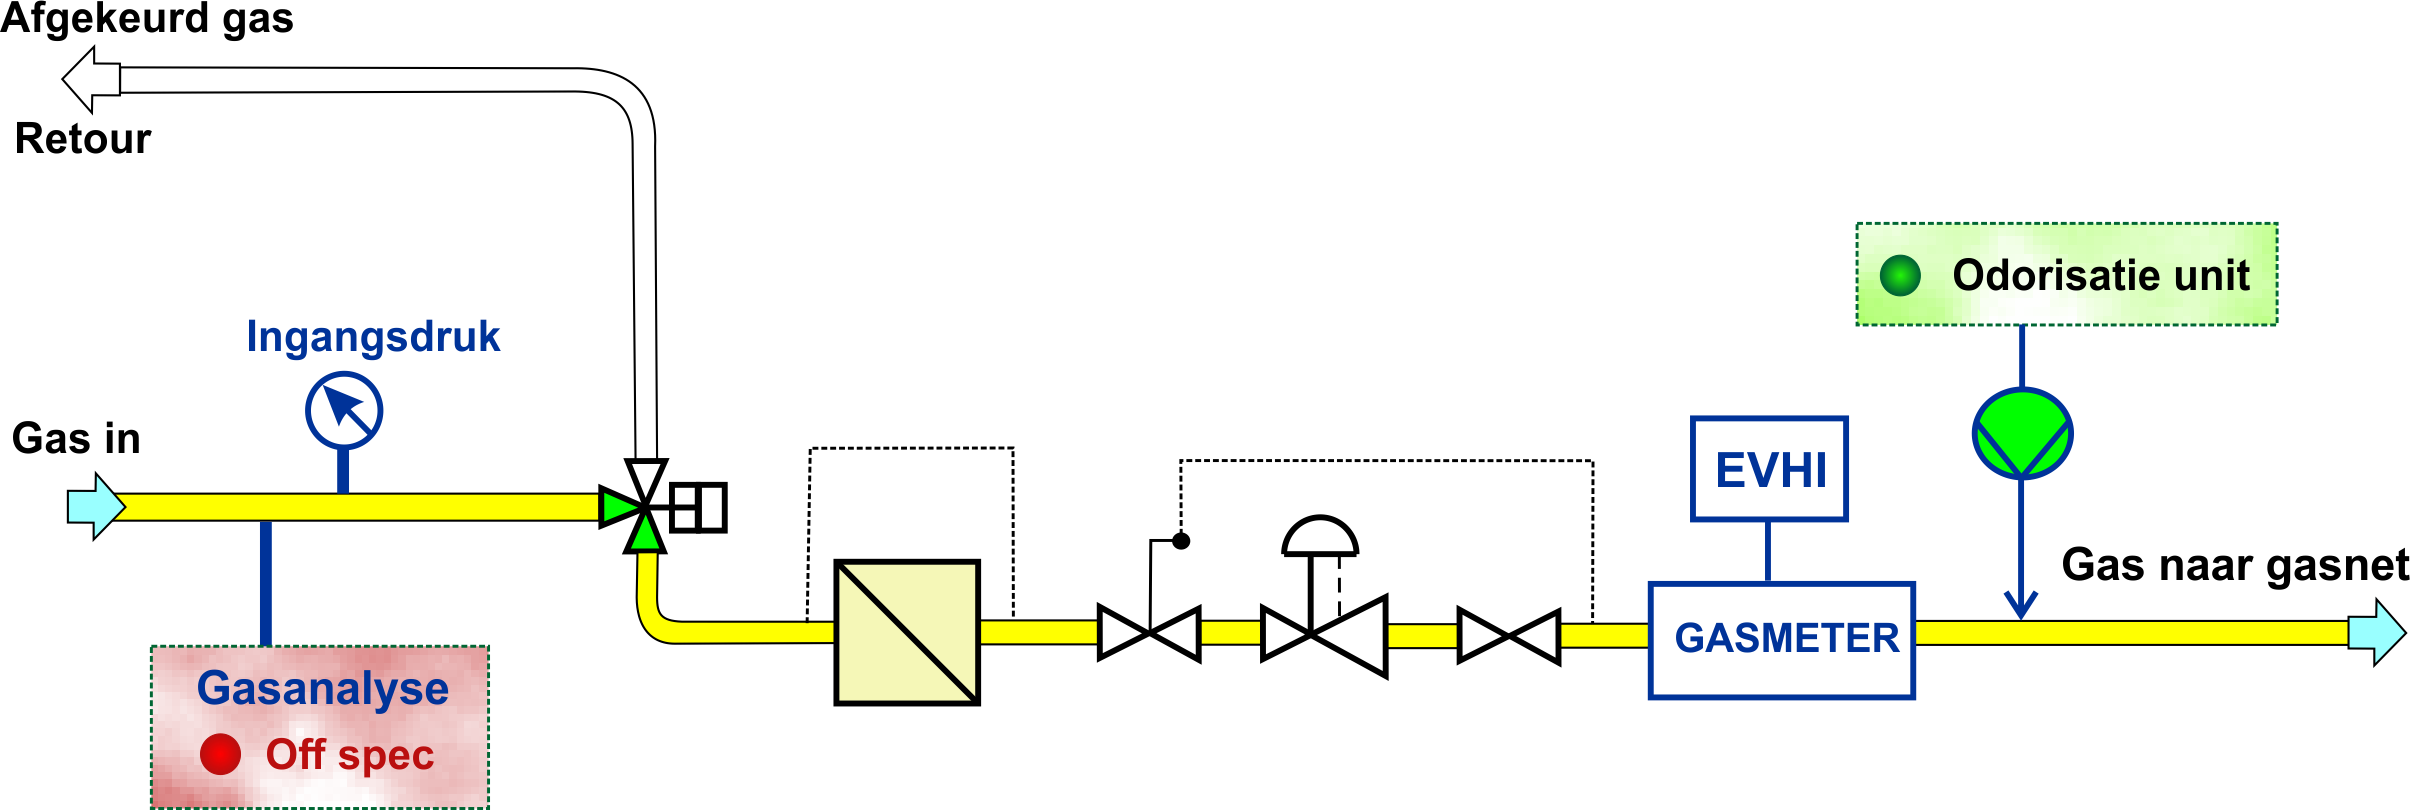 Afgekeurd gas
Retour
Ingangsdruk
Gas in
Gasanalyse
Off spec
EVHI
GASMETER
Odorisatie unit
Gas naar gasnet